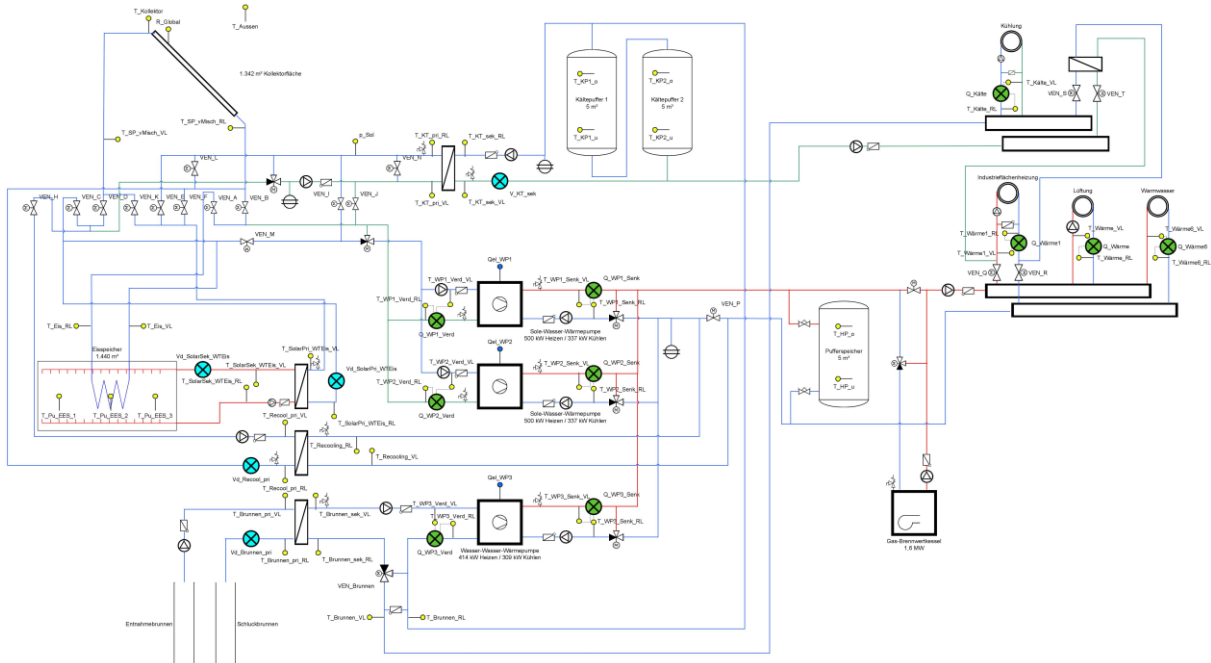 T_Kollektor
R_Global
T_Aussen
1.342 m² Kollektorfläche
T_SP_vMisch_VL
T_SP_vMisch_RL
p_Sol
T_KT_pri_RL
T_KT_sek_RL
T_KT_pri_VL
T_KT_sek_VL
V_KT_sek
T_KP1_o
Kältepuffer 1
5 m³
T_KP1_u
T_KP2_o
Kältepuffer 2
5 m³
T_KP2_u
Kühlung
T_Kälte_VL
Q_Kälte
T_Kälte_RL
VEN_S
VEN_T
VEN_L
VEN_N
VEN_H
VEN_C
VEN_D
VEN_K
VEN_E
VEN_F
VEN_A
VEN_B
VEN_I
VEN_J
VEN_M
Industrieflächenheizung
Lüftung
Warmwasser
T_Wärme1_RL
Q_Wärme1
T_Wärme1_VL
T_Wärme_VL
Q_Wärme
T_Wärme_RL
T_Wärme6_VL
Q_Wärme6
T_Wärme6_RL
VEN_Q
VEN_R
Qel_WP1
T_WP1_Verd_VL
T_WP1_Verd_RL
Q_WP1_Verd
T_WP1_Senk_VL
Q_WP1_Senk
T_WP1_Senk_RL
Sole-Wasser-Wärmepumpe
500 kW Heizen / 337 kW Kühlen
VEN_P
Qel_WP2
T_WP2_Verd_VL
T_WP2_Verd_RL
Q_WP2_Verd
T_WP2_Senk_VL
Q_WP2_Senk
T_WP2_Senk_RL
Sole-Wasser-Wärmepumpe
500 kW Heizen / 337 kW Kühlen
T_HP_o
Pufferspeicher
5 m³
T_HP_u
T_Eis_RL
T_Eis_VL
Eisspeicher
1.440 m³
Vd_SolarSek_WTEis
T_SolarSek_WTEis_VL
T_SolarSek_WTEis_RL
T_SolarPri_WTEis_VL
Vd_SolarPri_WTEis
T_SolarPri_WTEis_RL
T_Pu_EES_1
T_Pu_EES_2
T_Pu_EES_3
T_Recool_pri_VL
T_Recooling_RL
T_Recooling_VL
Vd_Recool_pri
T_Recool_pri_RL
T_Brunnen_pri_VL
T_Brunnen_sek_VL
Vd_Brunnen_pri
T_Brunnen_pri_RL
T_Brunnen_sek_RL
Qel_WP3
T_WP3_Verd_VL
T_WP3_Verd_RL
Q_WP3_Verd
T_WP3_Senk_VL
Q_WP3_Senk
T_WP3_Senk_RL
Wasser-Wasser-Wärmepumpe
414 kW Heizen / 309 kW Kühlen
VEN_Brunnen
T_Brunnen_VL
T_Brunnen_RL
Entnahmebrunnen
Schluckbrunnen
Gas-Brennwertkessel
1,6 MW